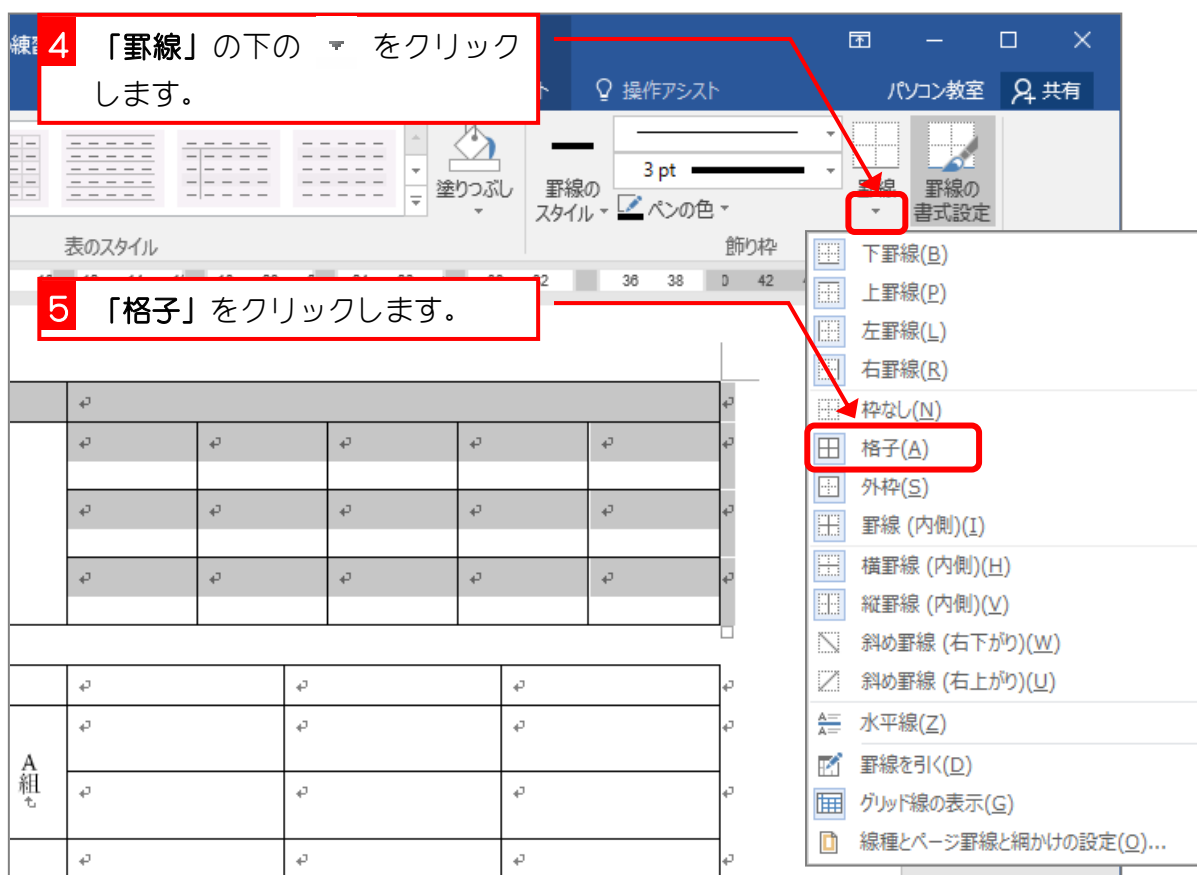 4 「罫線」の下の ▼ をクリック
します。
操作アシスト
パソコン教室 共有
3 pt
塗りつぶし
罫線の
スタイル
ペンの色
罫線
罫線の
書式設定
表のスタイル
飾り枠
36 38 42
5 「格子」をクリックします。
下罫線(B)
上罫線(P)
左罫線(L)
右罫線(R)
枠なし(N)
格子(A)
外枠(S)
罫線 (内側)(I)
横罫線 (内側)(H)
縦罫線 (内側)(V)
斜め罫線 (右下がり)(W)
斜め罫線 (右上がり)(U)
水平線(Z)
罫線を引く(D)
グリッド線の表示(G)
線種とページ罫線と網かけの設定(O)...
A組